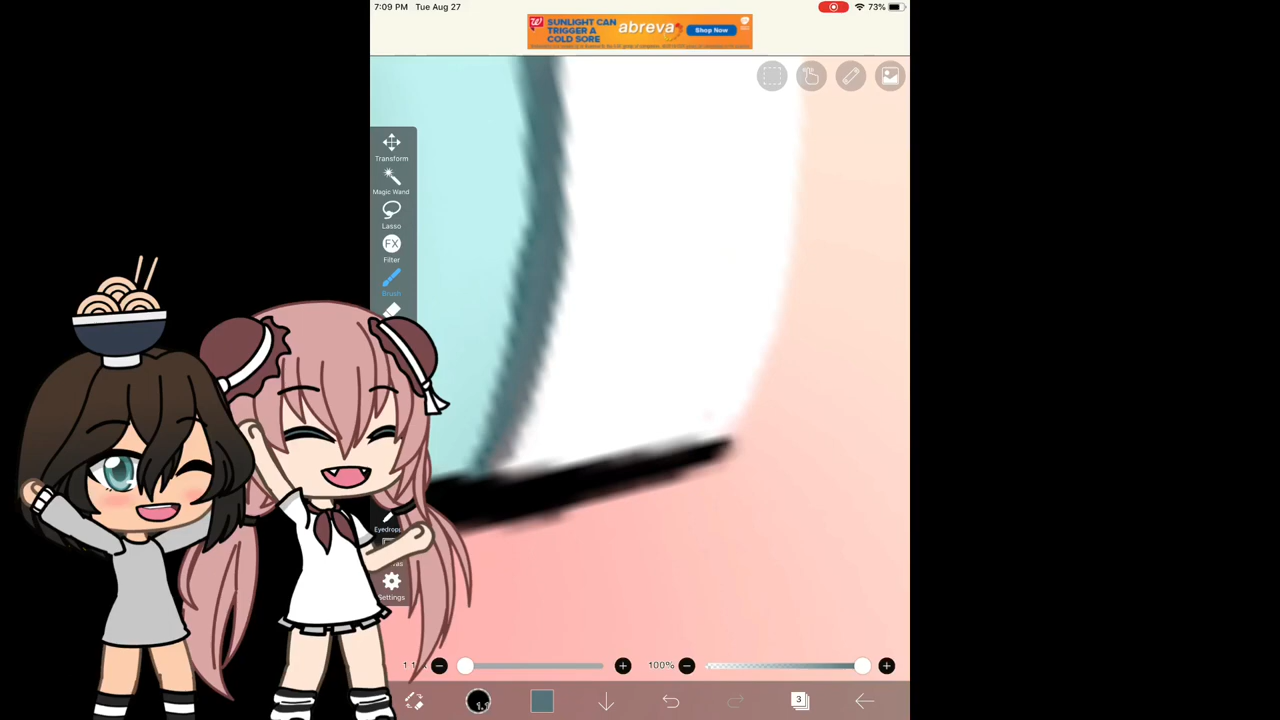 7:09 PM Tue Aug 27
73%
SUNLIGHT CAN
TRIGGER A
COLD SORE
abreva
Shop Now
Transform
Magic Wand
Lasso
FX
Filter
Brush
Settings
100%
3